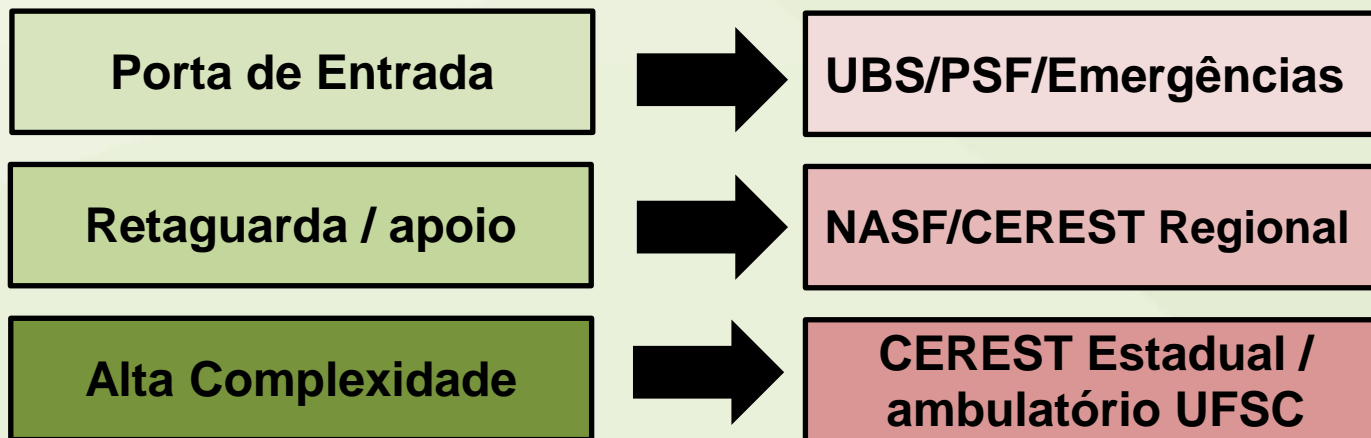 Porta de Entrada
UBS/PSF/Emergências
Retaguarda / apoio
NASF/CEREST Regional
Alta Complexidade
CEREST Estadual /
ambulatório UFSC